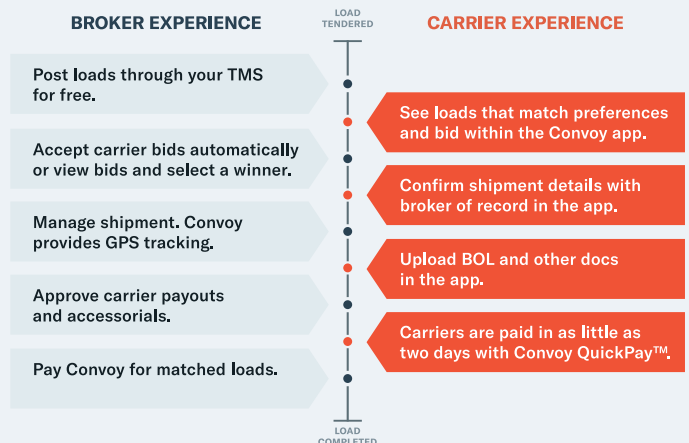 LOAD
TENDERED
BROKER EXPERIENCE
CARRIER EXPERIENCE
Post loads through your TMS
for free.
See loads that match preferences
and bid within the Convoy app.
Accept carrier bids automatically
or view bids and select a winner.
Confirm shipment details with
broker of record in the app.
Manage shipment. Convoy
provides GPS tracking.
Upload BOL and other docs
in the app.
Approve carrier payouts
and accessorials.
Carriers are paid in as little as
two days with Convoy QuickPay™.
Pay Convoy for matched loads.
LOAD
COMPLETED